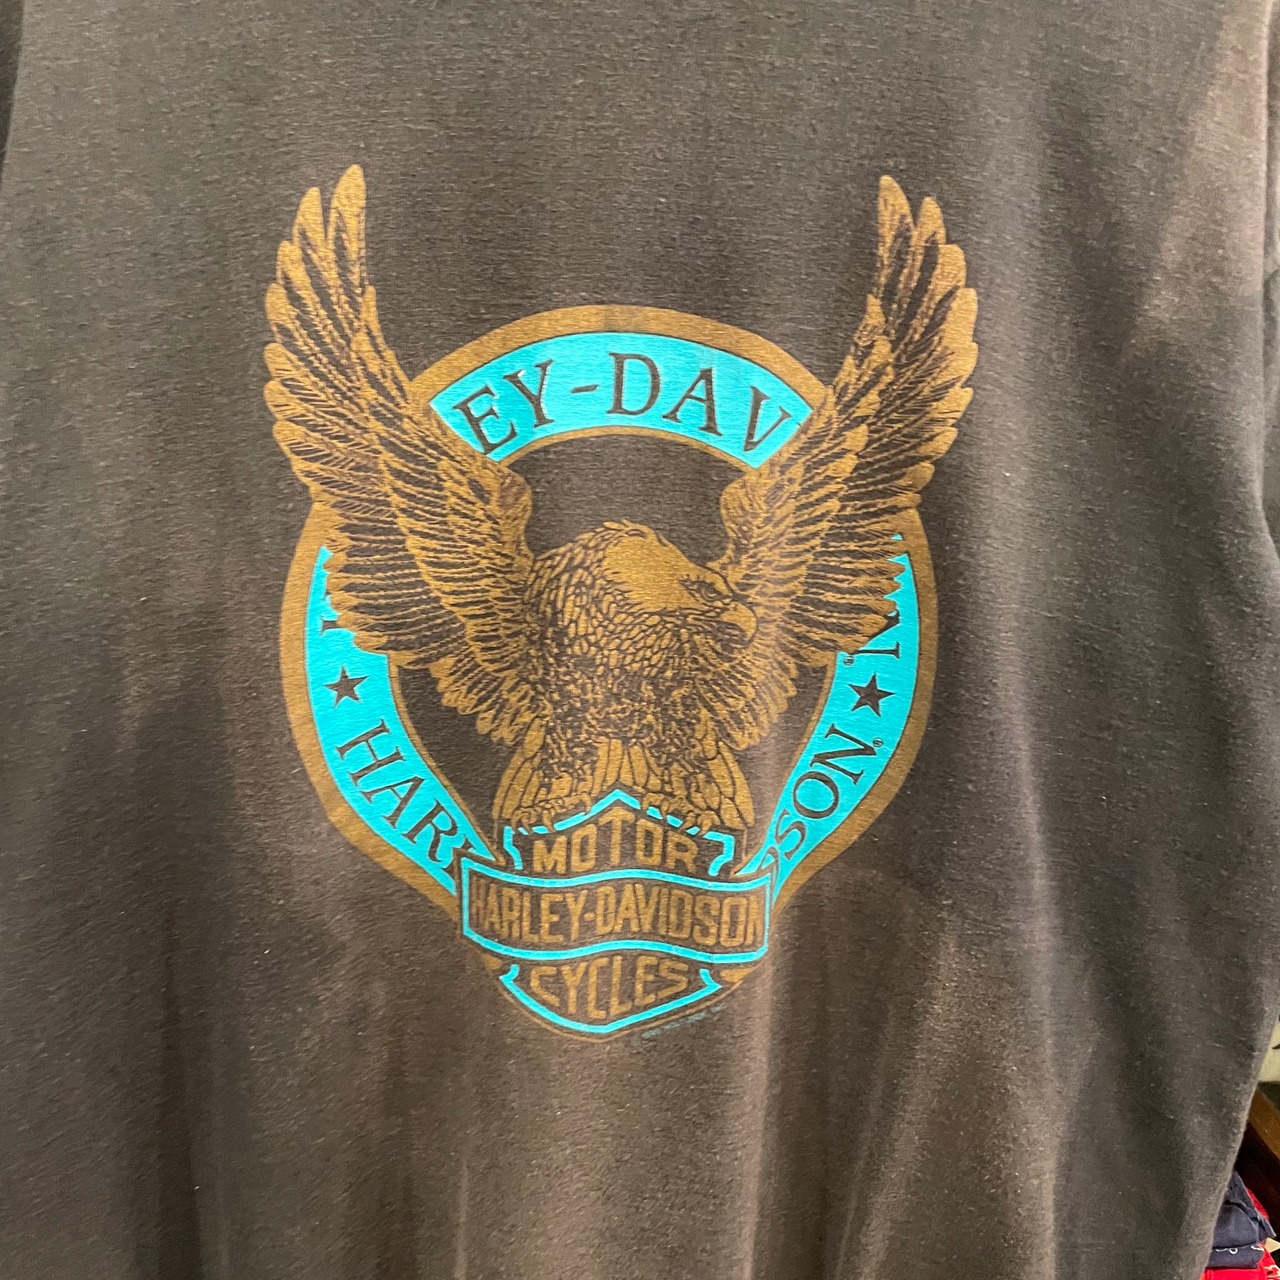 EY-DAV
N.
HAR
DSON
MOTOR
HARLEY-DAVIDSON
CYCLES